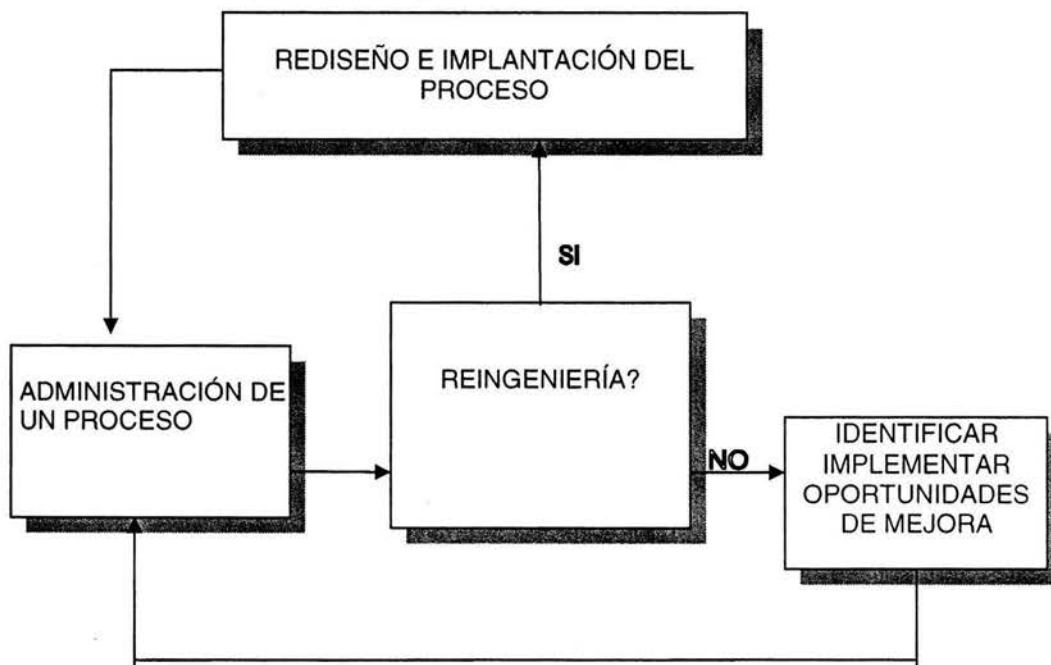 REDISEÑO E IMPLANTACIÓN DEL
PROCESO
SI
ADMINISTRACIÓN DE
UN PROCESO
REINGENIERÍA?
NO
IDENTIFICAR
IMPLEMENTAR
OPORTUNIDADES
DE MEJORA